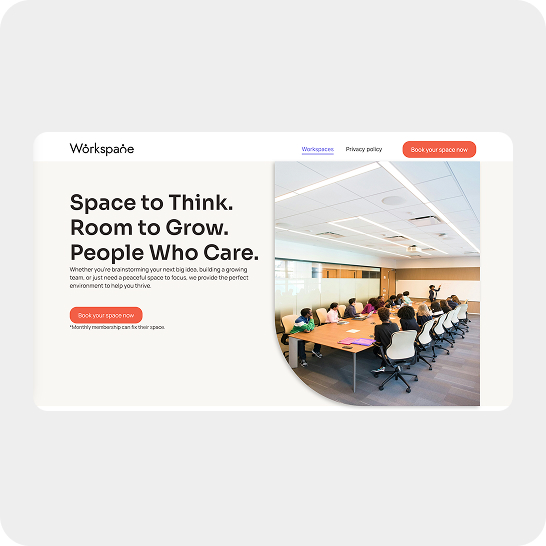 Workspane
Workspaces
Privacy policy
Book your space now
Space to Think.
Room to Grow.
People Who Care.
Whether you're brainstorming your next big idea, building a growing
team, or just need a peaceful space to focus, we provide the perfect
environment to help you thrive.
Book your space now
*Monthly membership can fix their space.